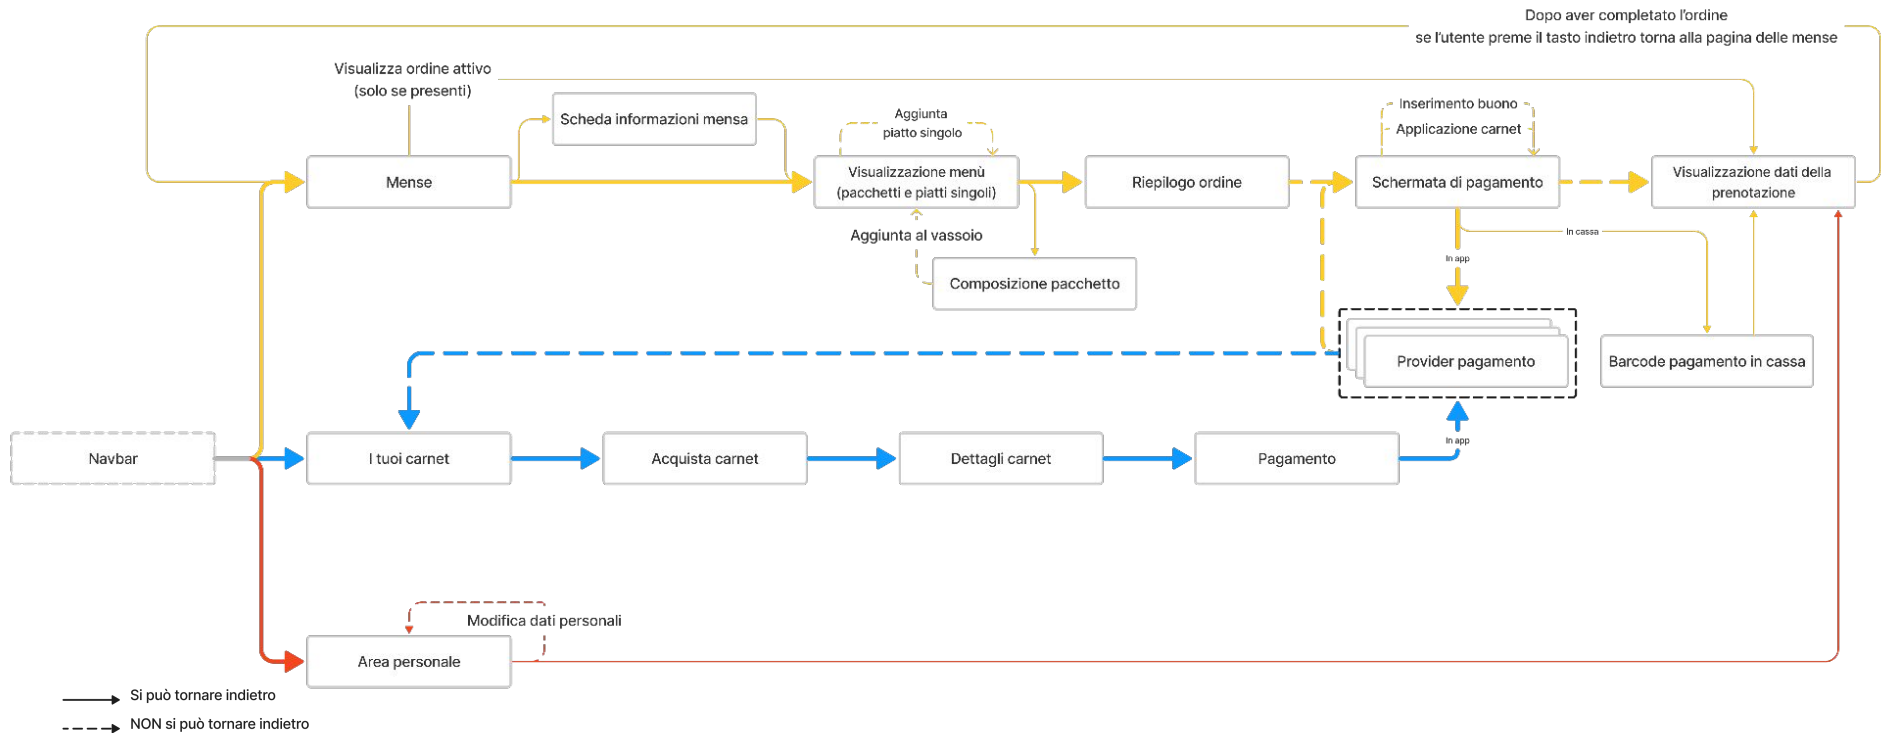 Dopo aver completato l'ordine
se l'utente preme il tasto indietro torna alla pagina delle mense
Visualizza ordine attivo
(solo se presenti)
Scheda informazioni mensa
Aggiunta
piatto singolo
Inserimento buono
Applicazione carnet
Mense
Visualizzazione menù
(pacchetti e piatti singoli)
Riepilogo ordine
Schermata di pagamento
Visualizzazione dati della
prenotazione
Aggiunta al vassoio
In cassa
In app
Composizione pacchetto
Provider pagamento
Barcode pagamento in cassa
In app
Navbar
I tuoi carnet
Acquista carnet
Dettagli carnet
Pagamento
Modifica dati personali
Area personale
Si può tornare indietro
NON si può tornare indietro